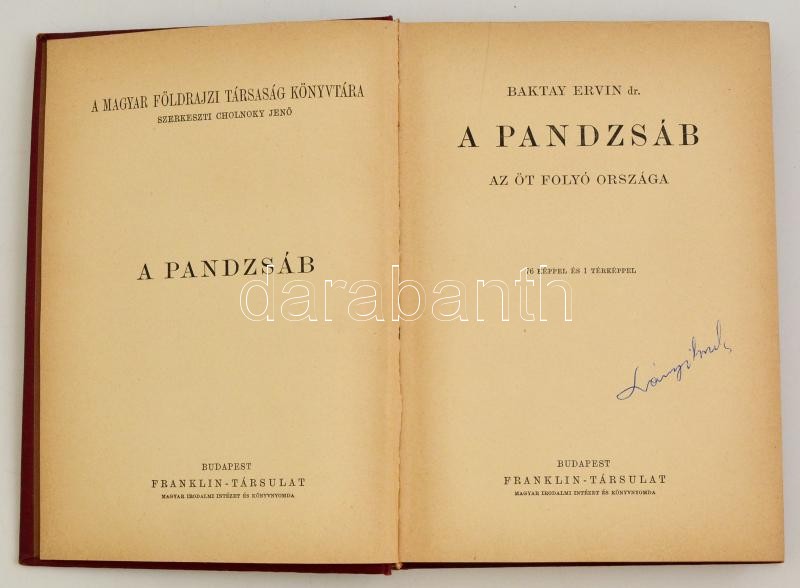 A MAGYAR FÖLDRAJZI TÁRSASÁG KÖNYVTÁRA
SZERKESZTI CHOLNOKY JENŐ
A PANDZSÁB
BUDAPEST
FRANKLIN-TÁRSULAT
MAGYAR IRODALMI INTÉZET ÉS KÖNYVNYOMDA
BAKTAY ERVIN dr.
A PANDZSÁB
AZ ÖT FOLYÓ ORSZÁGA
76 KÉPPEL ÉS 1 TÉRKÉPPEL
BUDAPEST
FRANKLIN-TÁRSULAT
MAGYAR IRODALMI INTÉZET ÉS KÖNYVNYOMDA
darabanth